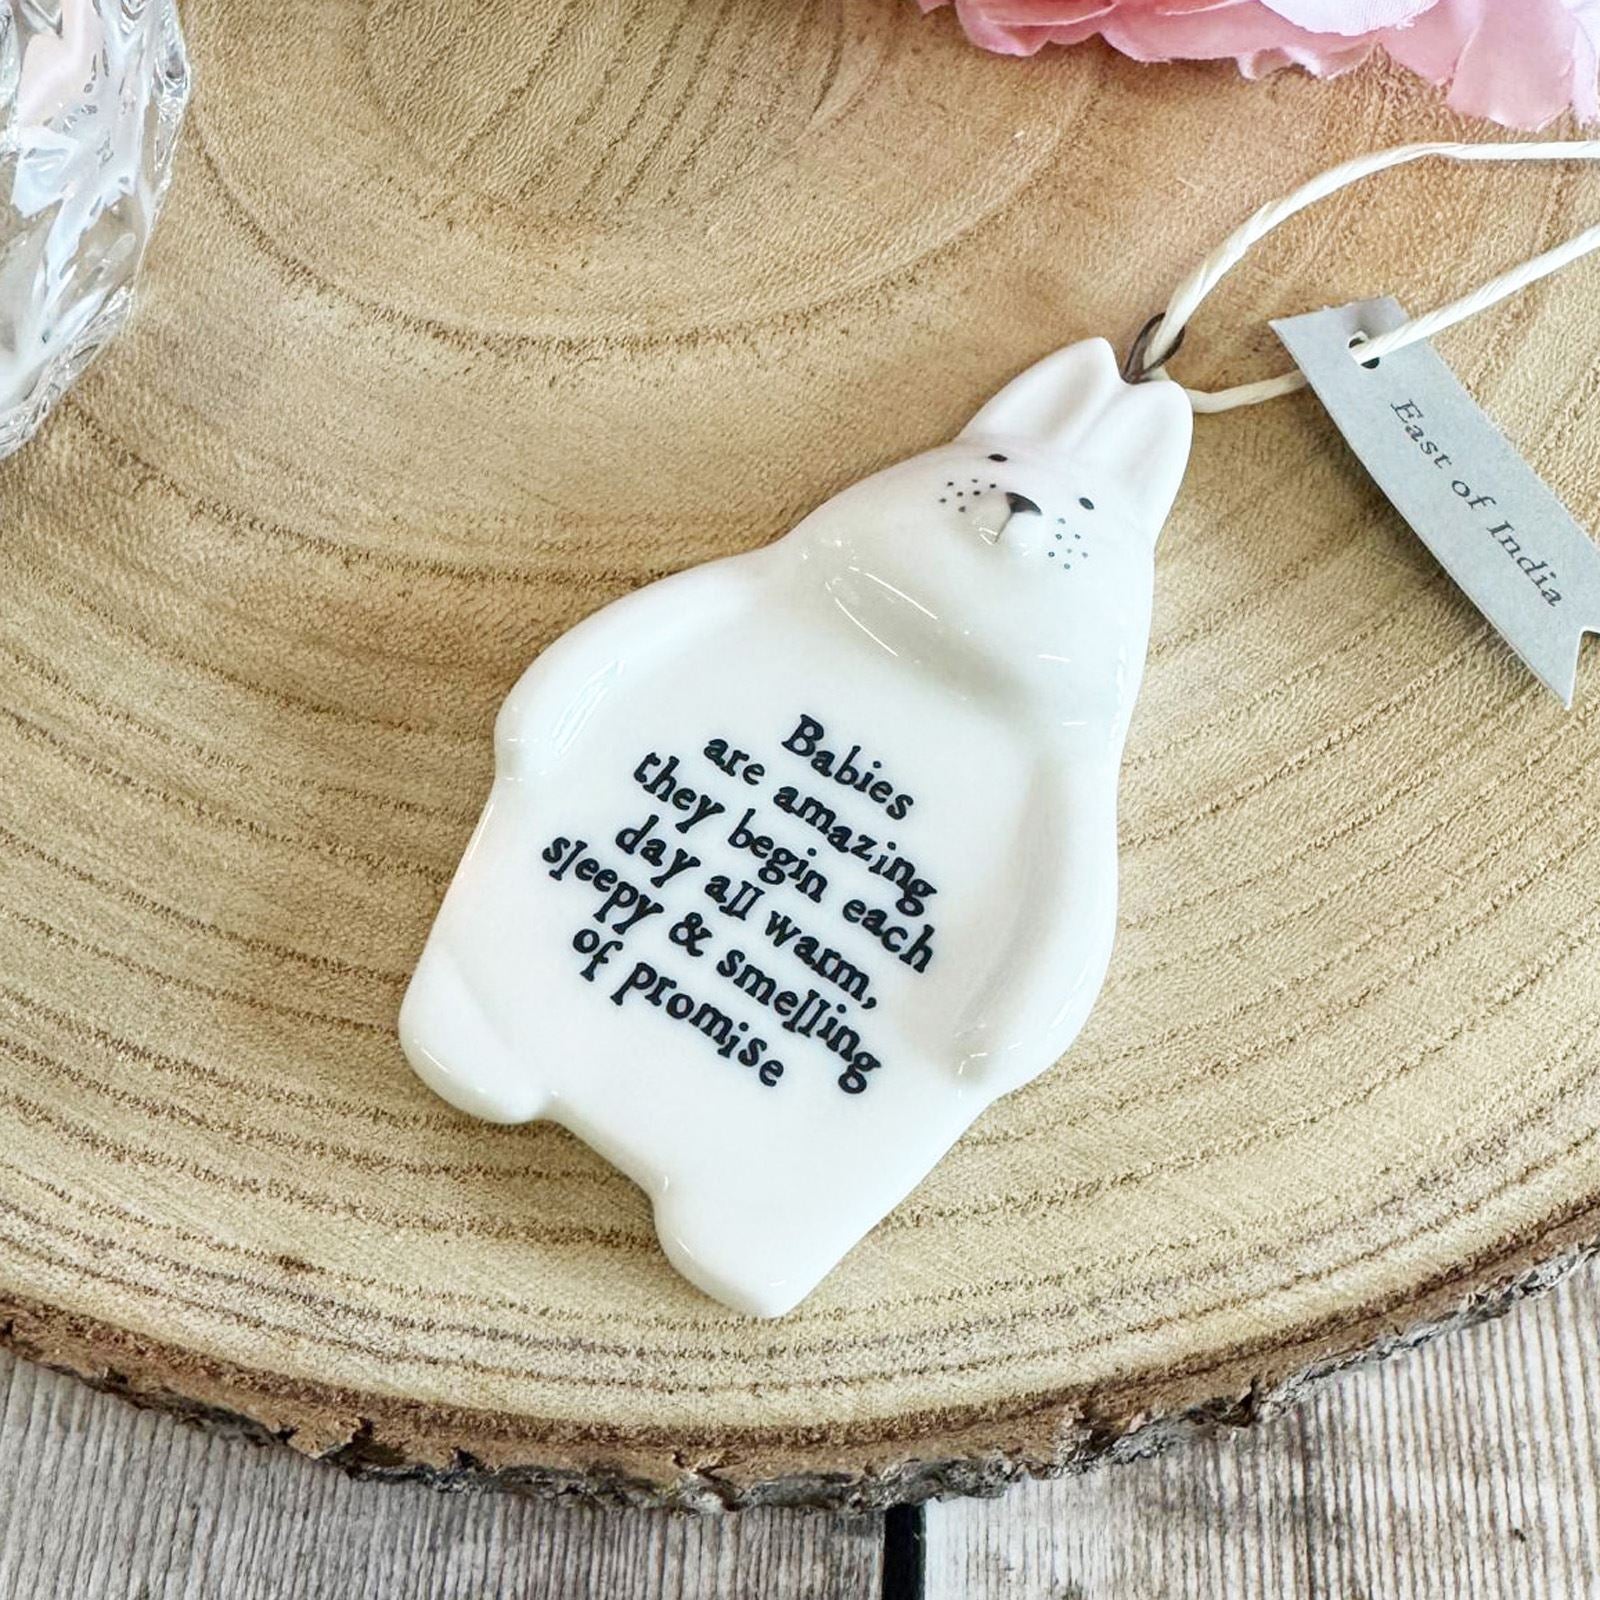 Babies
are amazing
they begin each
day all warm,
sleepy & smelling
of promise
East of India